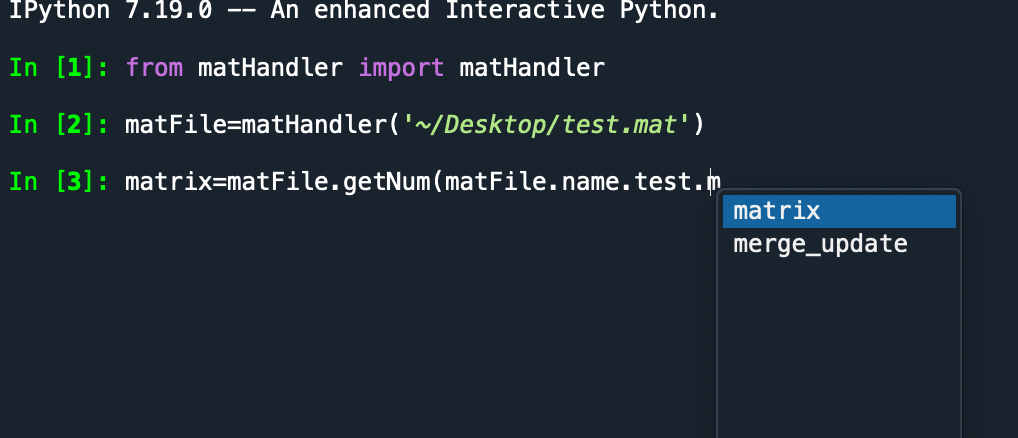 IPython 7.19.0 -- An enhanced Interactive Python.
In [1]: from matHandler import matHandler
In [2]: matFile=matHandler('~/Desktop/test.mat')
In [3]: matrix=matFile.getNum(matFile.name.test.m
matrix
merge_update